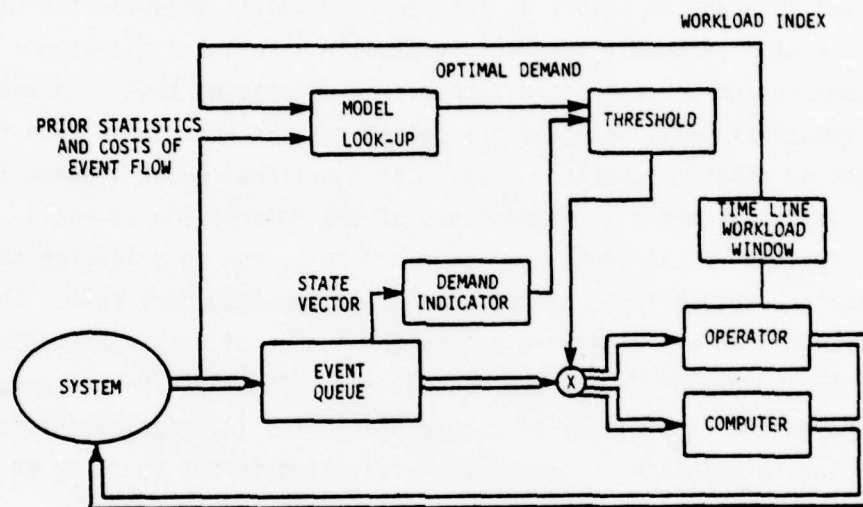 WORKLOAD INDEX
OPTIMAL DEMAND
MODEL
LOOK-UP
THRESHOLD
PRIOR STATISTICS
AND COSTS OF
EVENT FLOW
TIME LINE
WORKLOAD
WINDOW
STATE
VECTOR
DEMAND
INDICATOR
OPERATOR
SYSTEM
EVENT
QUEUE
X
COMPUTER